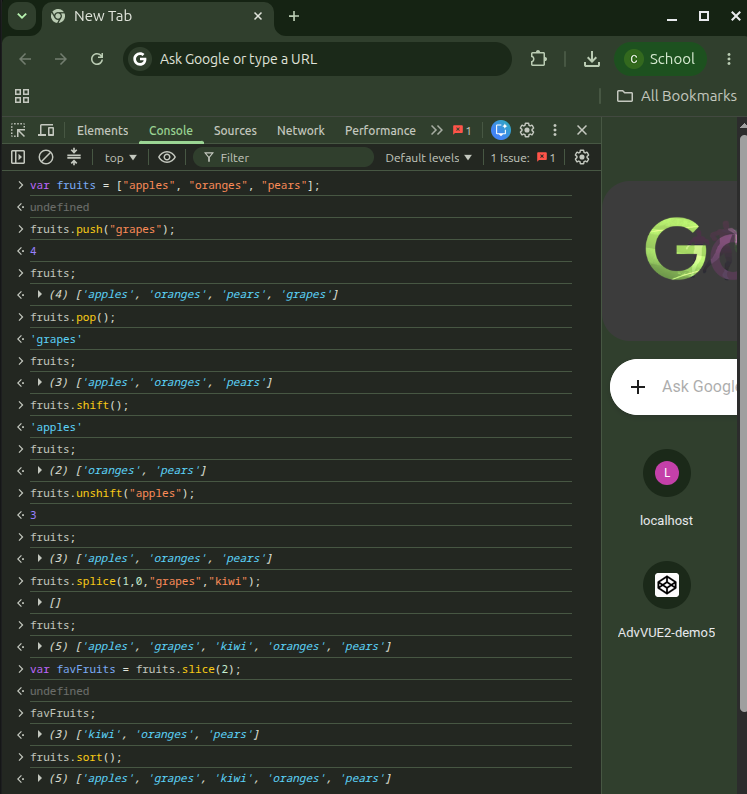 New Tab
Ask Google or type a URL
C School
All Bookmarks
Elements Console Sources Network Performance 1
top Filter Default levels 1 Issue: 1
var fruits = ["apples", "oranges", "pears"];
undefined
fruits.push("grapes");
4
fruits;
(4) ['apples', 'oranges', 'pears', 'grapes']
fruits.pop();
'grapes'
fruits;
(3) ['apples', 'oranges', 'pears']
fruits.shift();
'apples'
fruits;
(2) ['oranges', 'pears']
fruits.unshift("apples");
3
fruits;
(3) ['apples', 'oranges', 'pears']
fruits.splice(1,0,"grapes","kiwi");
[]
fruits;
(5) ['apples', 'grapes', 'kiwi', 'oranges', 'pears']
var favFruits = fruits.slice(2);
undefined
favFruits;
(3) ['kiwi', 'oranges', 'pears']
fruits.sort();
(5) ['apples', 'grapes', 'kiwi', 'oranges', 'pears']
Ask Google
L
localhost
AdvVUE2-demo5